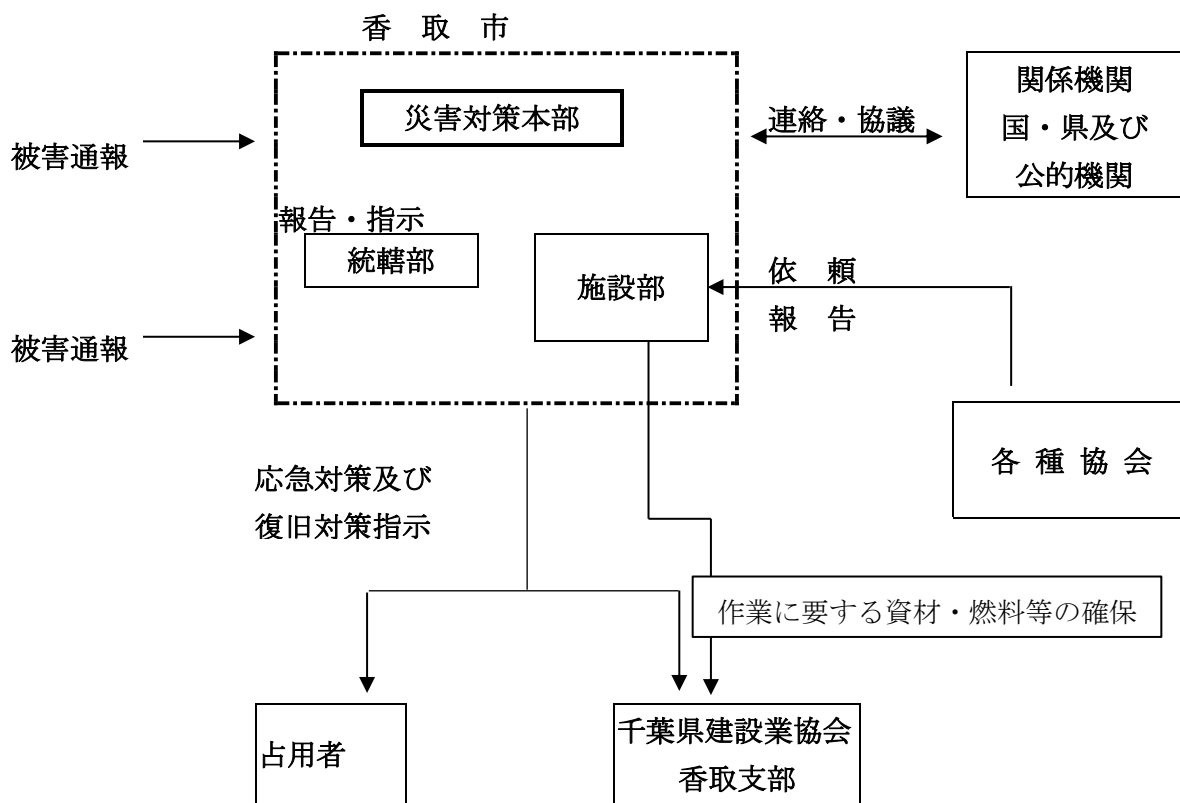 香 取 市
災害対策本部
被害通報
連絡・協議
関係機関
国・県及び
公的機関
報告・指示
統轄部
施設部
依 頼
報 告
被害通報
各 種 協 会
応急対策及び
復旧対策指示
作業に要する資材・燃料等の確保
占用者
千葉県建設業協会
香取支部